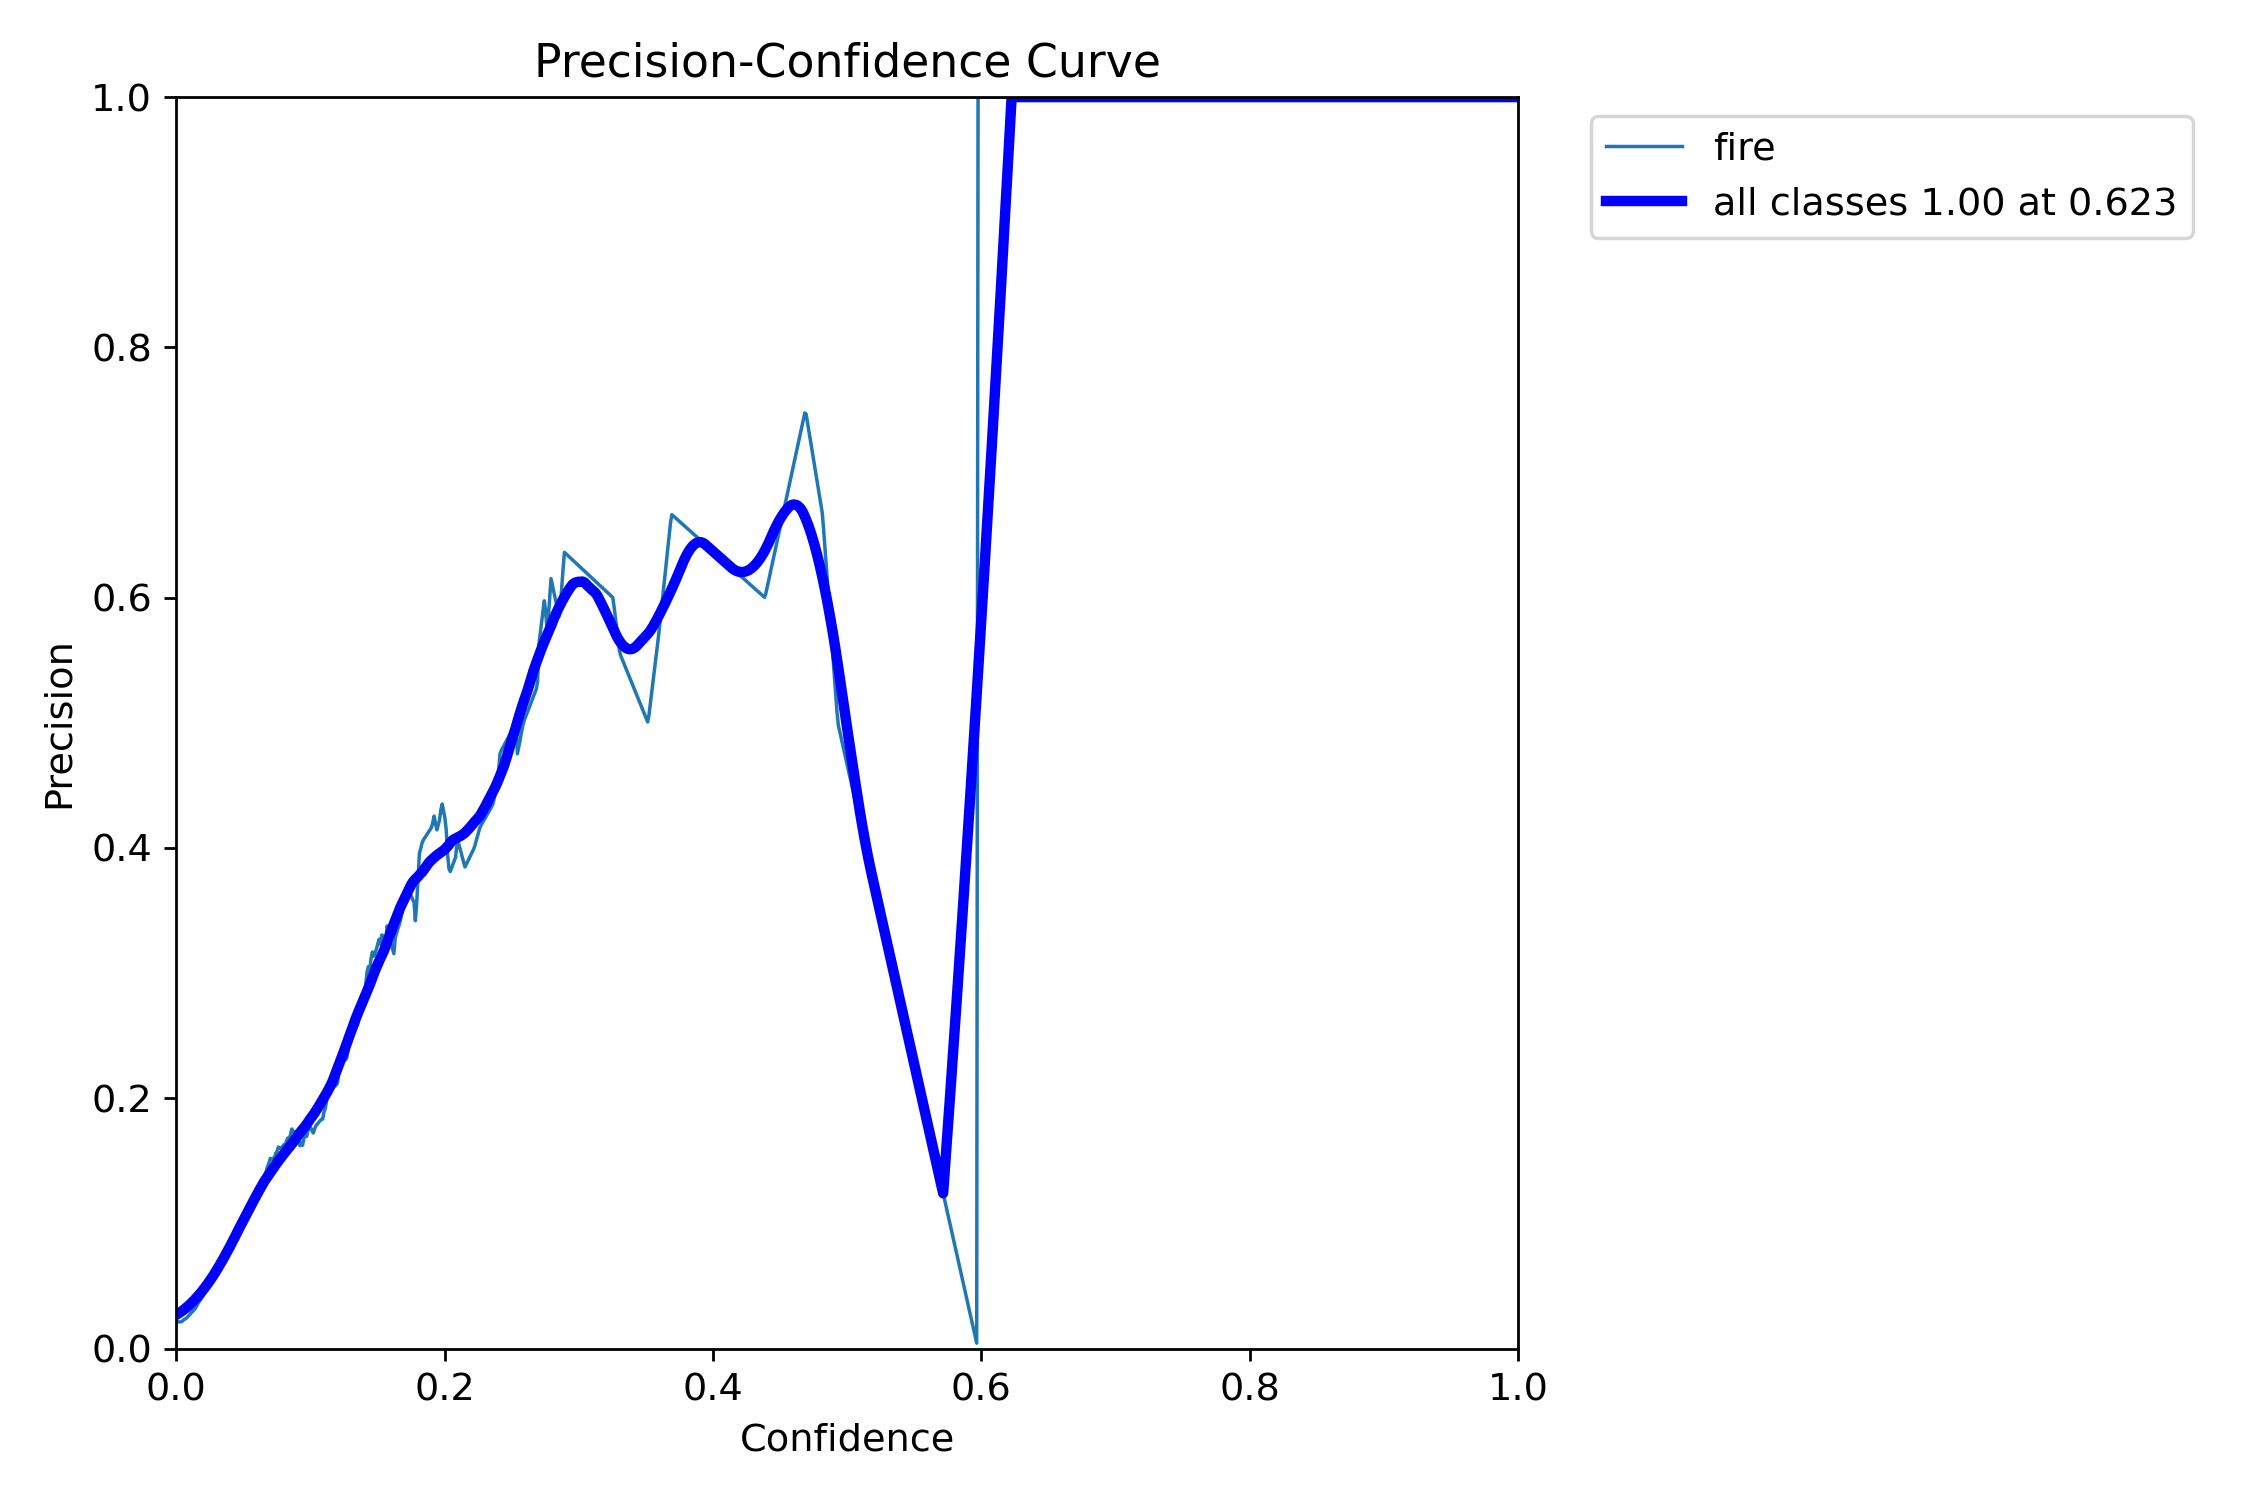 Precision-Confidence Curve
1.0
0.8
0.6
0.4
0.2
0.0
Precision
0.0 0.2 0.4 0.6 0.8 1.0
Confidence
fire
all classes 1.00 at 0.623